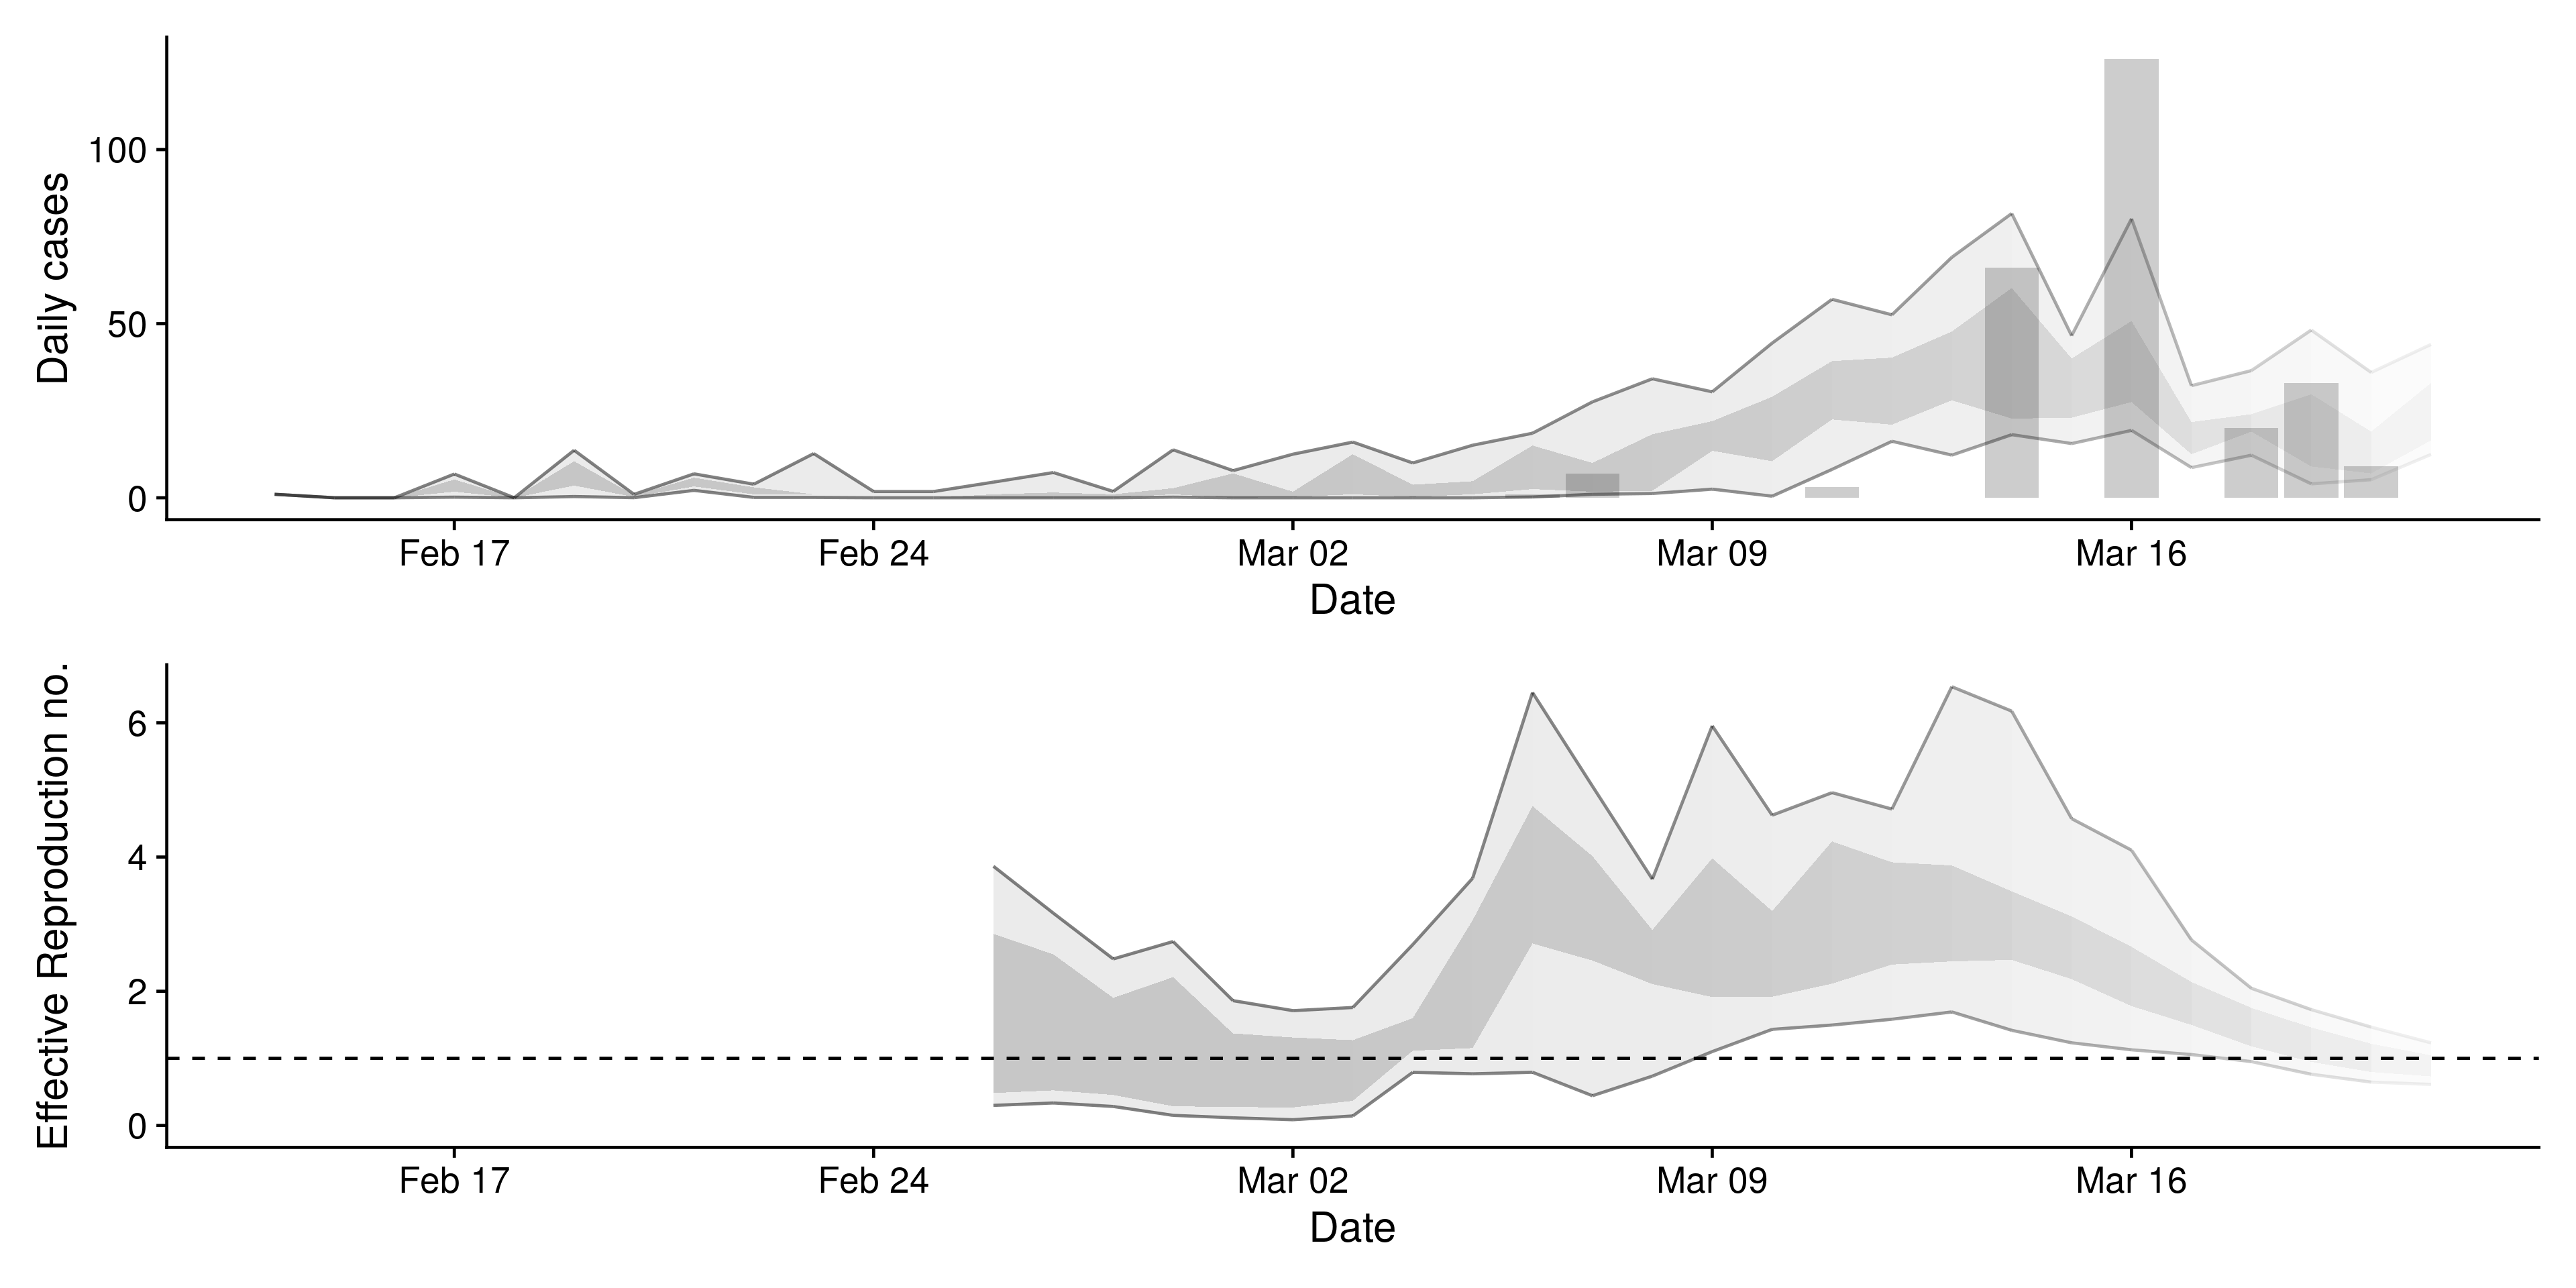 Daily cases
100
50
0
Feb 17 Feb 24 Mar 02 Mar 09 Mar 16
Date
Effective Reproduction no.
6
4
2
0
Feb 17 Feb 24 Mar 02 Mar 09 Mar 16
Date